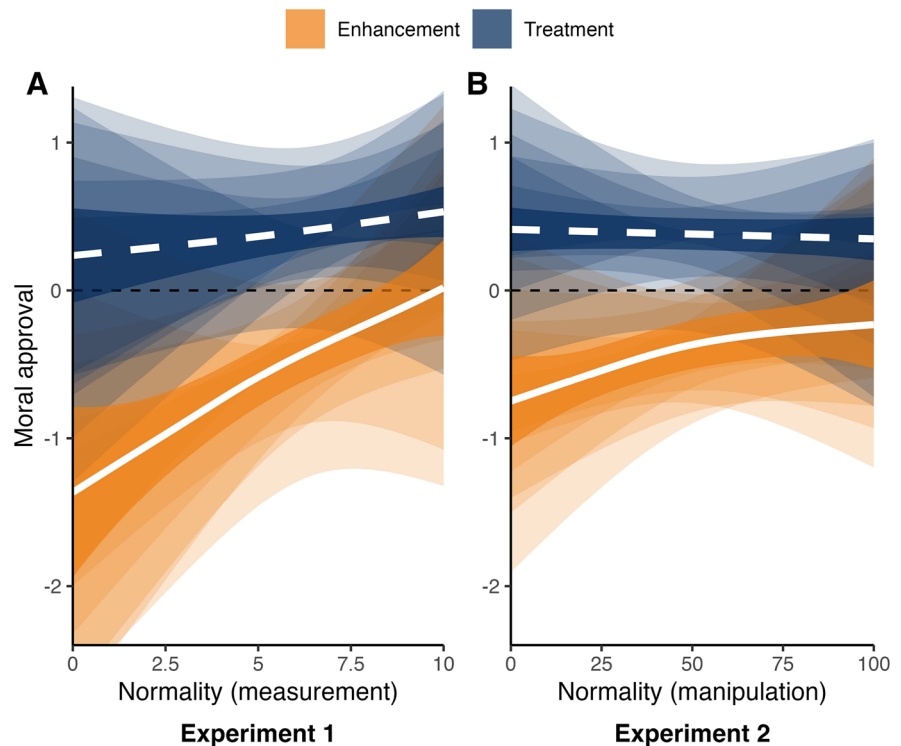 Enhancement Treatment
A
B
Moral approval
1
0
-1
-2
0 2.5 5 7.5 10
Normality (measurement)
Experiment 1
1
0
-1
-2
0 25 50 75 100
Normality (manipulation)
Experiment 2